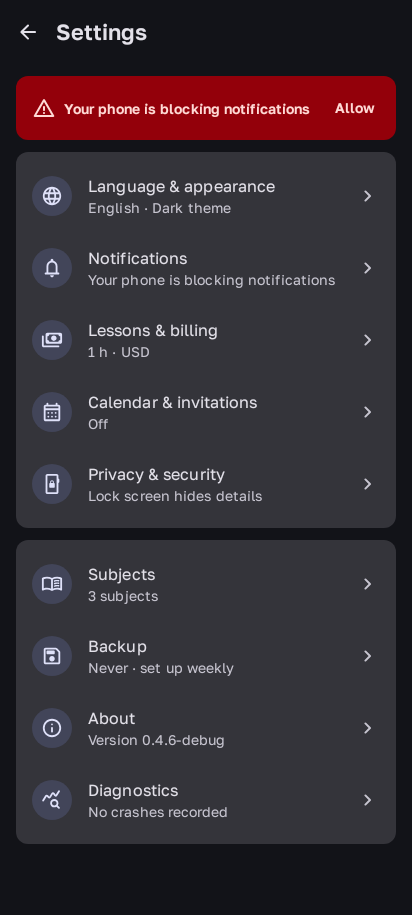 Settings
Your phone is blocking notifications
Allow
Language & appearance
English · Dark theme
Notifications
Your phone is blocking notifications
Lessons & billing
1 h · USD
Calendar & invitations
Off
Privacy & security
Lock screen hides details
Subjects
3 subjects
Backup
Never · set up weekly
About
Version 0.4.6-debug
Diagnostics
No crashes recorded